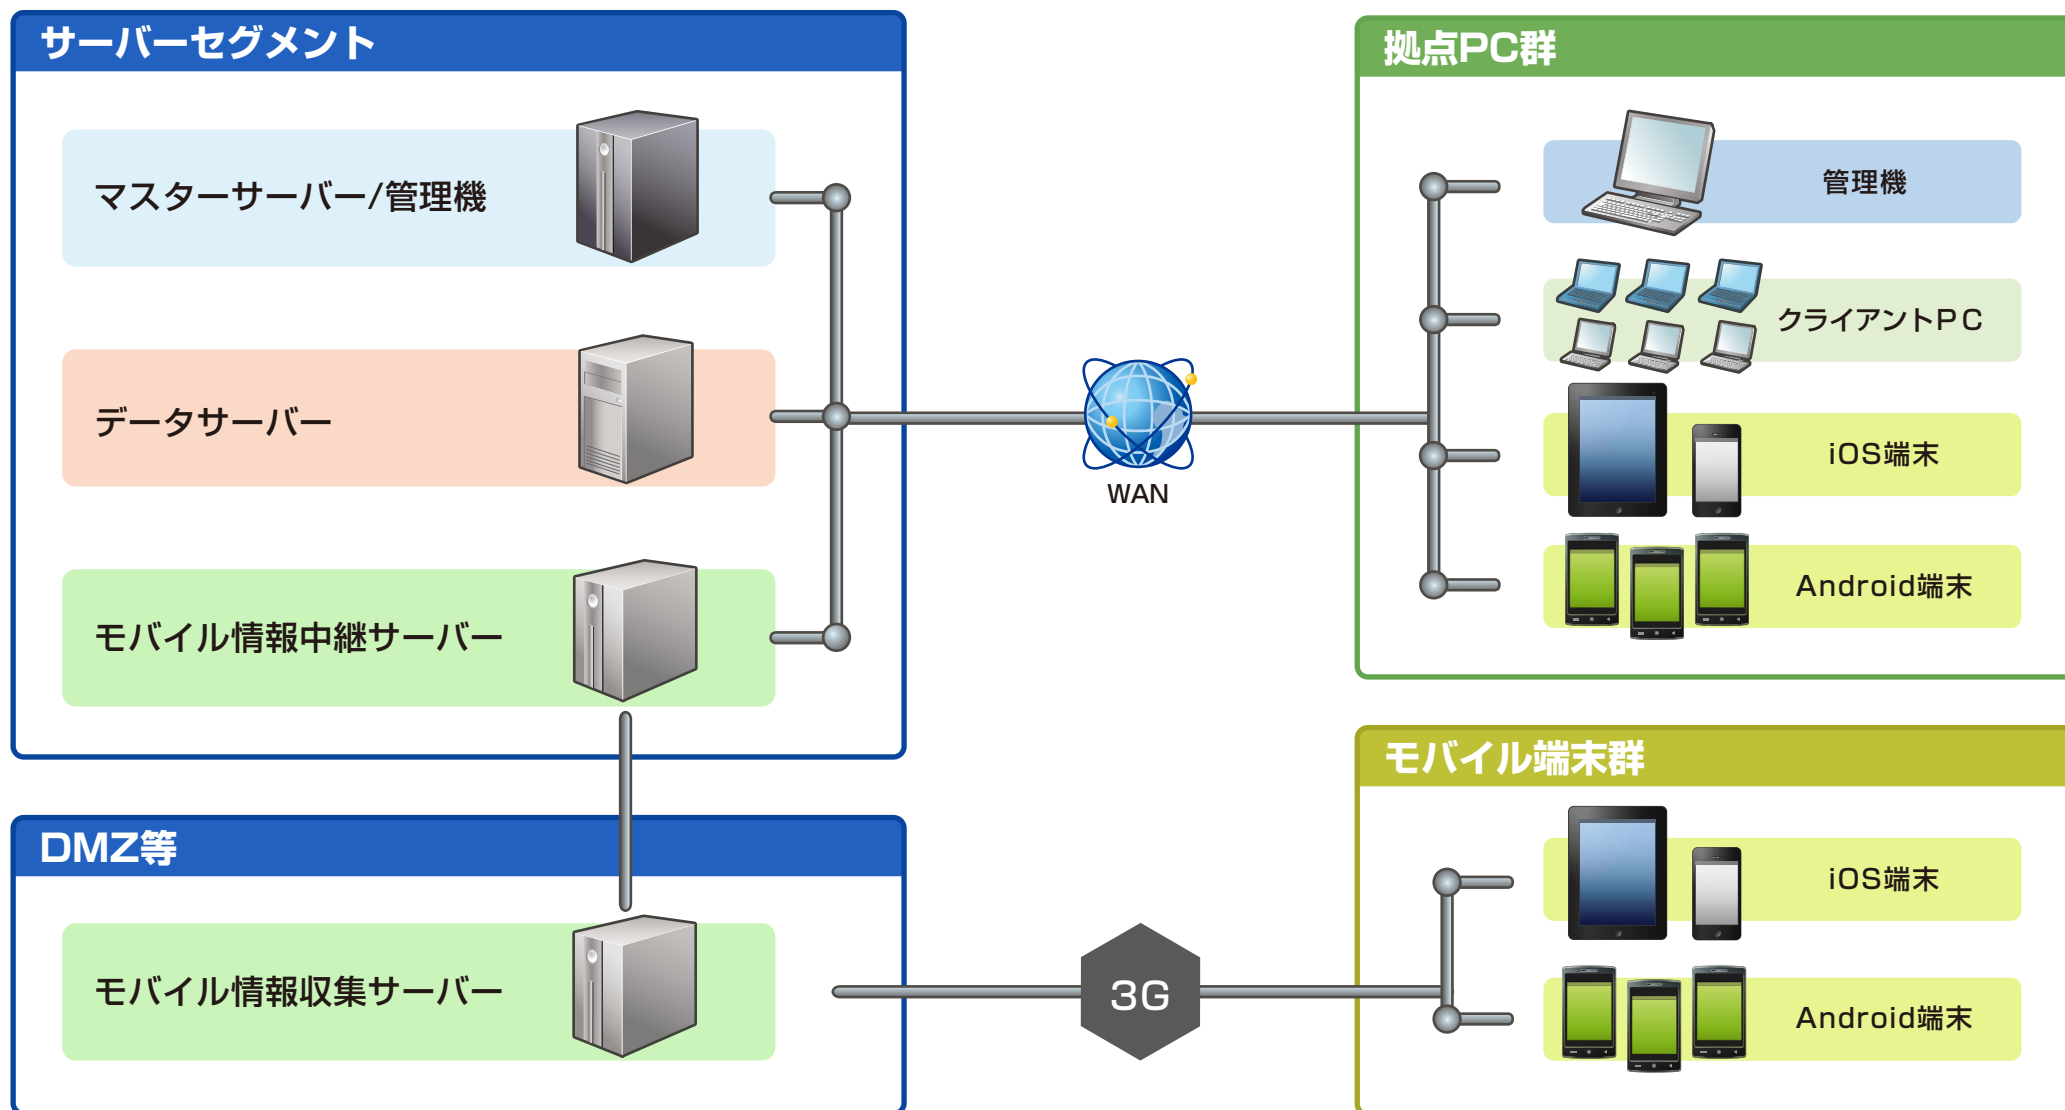 サーバーセグメント
マスターサーバー/管理機
データサーバー
モバイル情報中継サーバー
DMZ等
モバイル情報収集サーバー
WAN
3G
拠点PC群
管理機
クライアントPC
iOS端末
Android端末
モバイル端末群
iOS端末
Android端末